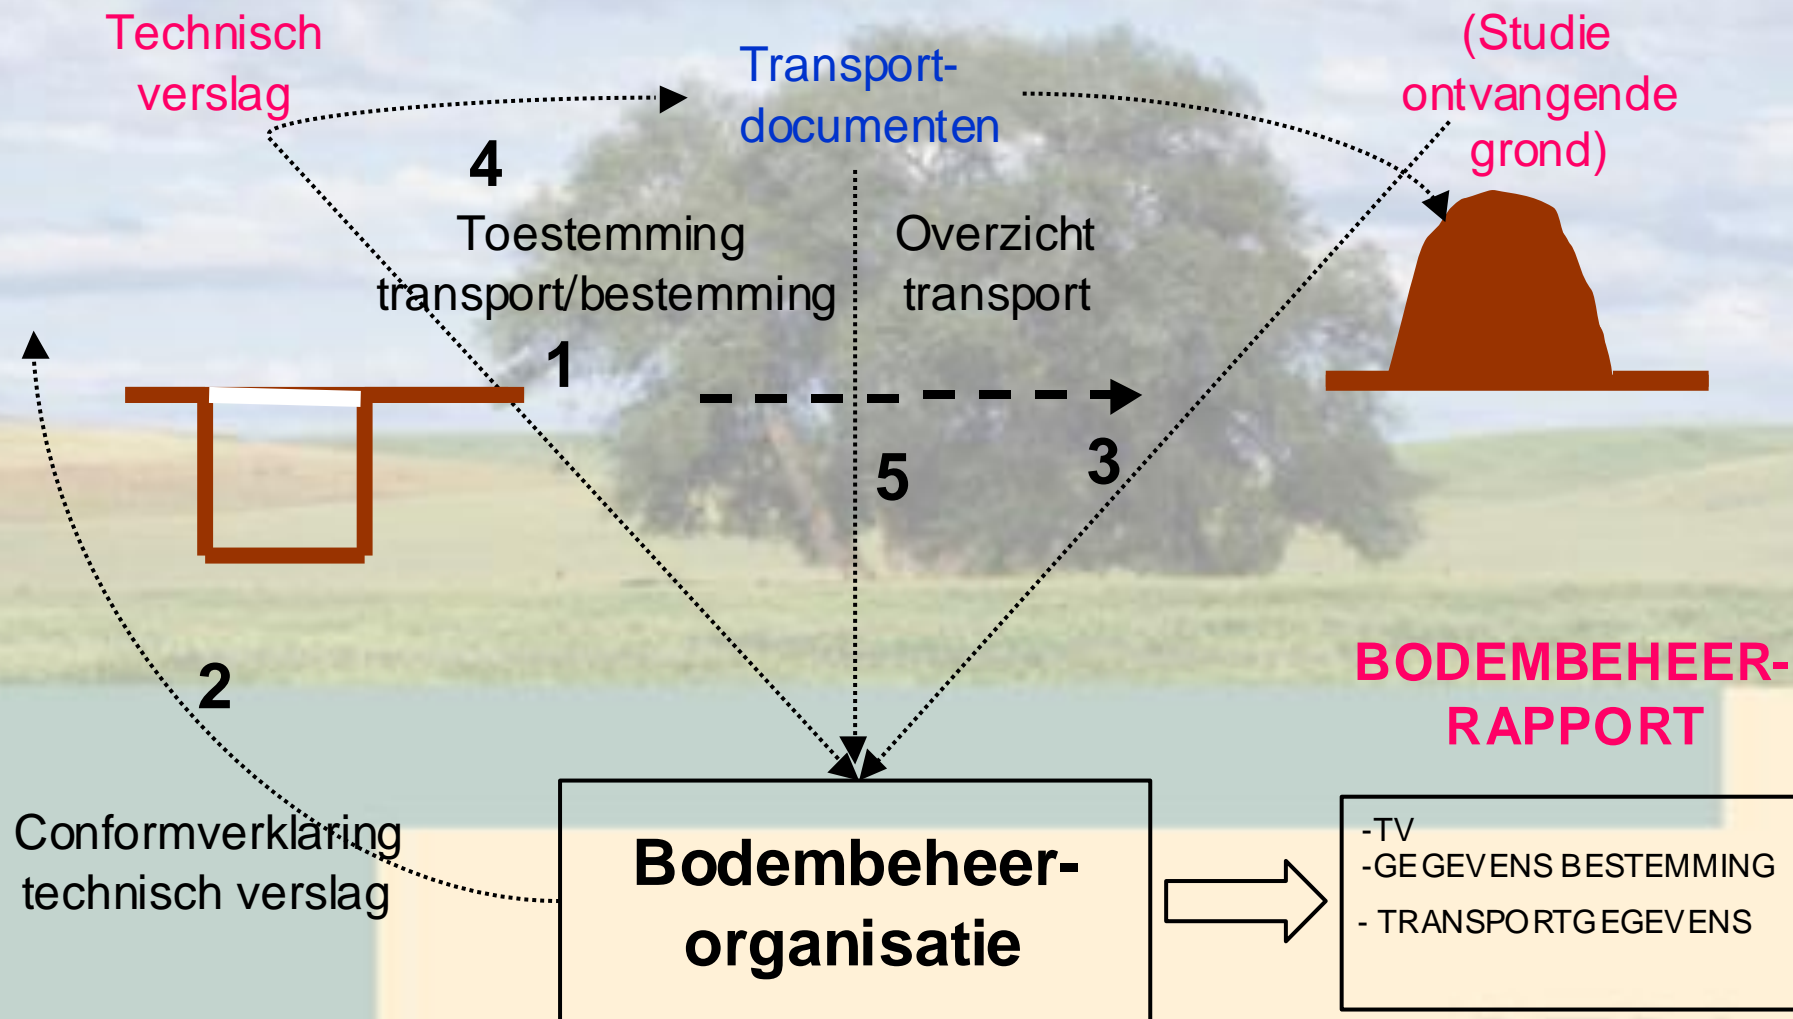 Technisch
verslag
Transport-
documenten
(Studie
ontvangende
grond)
4
Toestemming
transport/bestemming
Overzicht
transport
1
3
5
2
BODEMBEHEER-
RAPPORT
Conformverklaring
technisch verslag
Bodembeheer-
organisatie
-TV
-GEGEVENS BESTEMMING
- TRANSPORTGEGEVENS